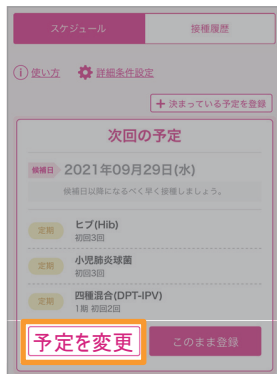 スケジュール
接種履歴
使い方
詳細条件設定
+ 決まっている予定を登録
次回の予定
候補日 2021年09月29日(水)
候補日以降になるべく早く接種しましょう。
定期 ヒブ(Hib)
初回3回
定期 小児肺炎球菌
初回3回
定期 四種混合(DPT-IPV)
1期 初回2回
予定を変更
このまま登録